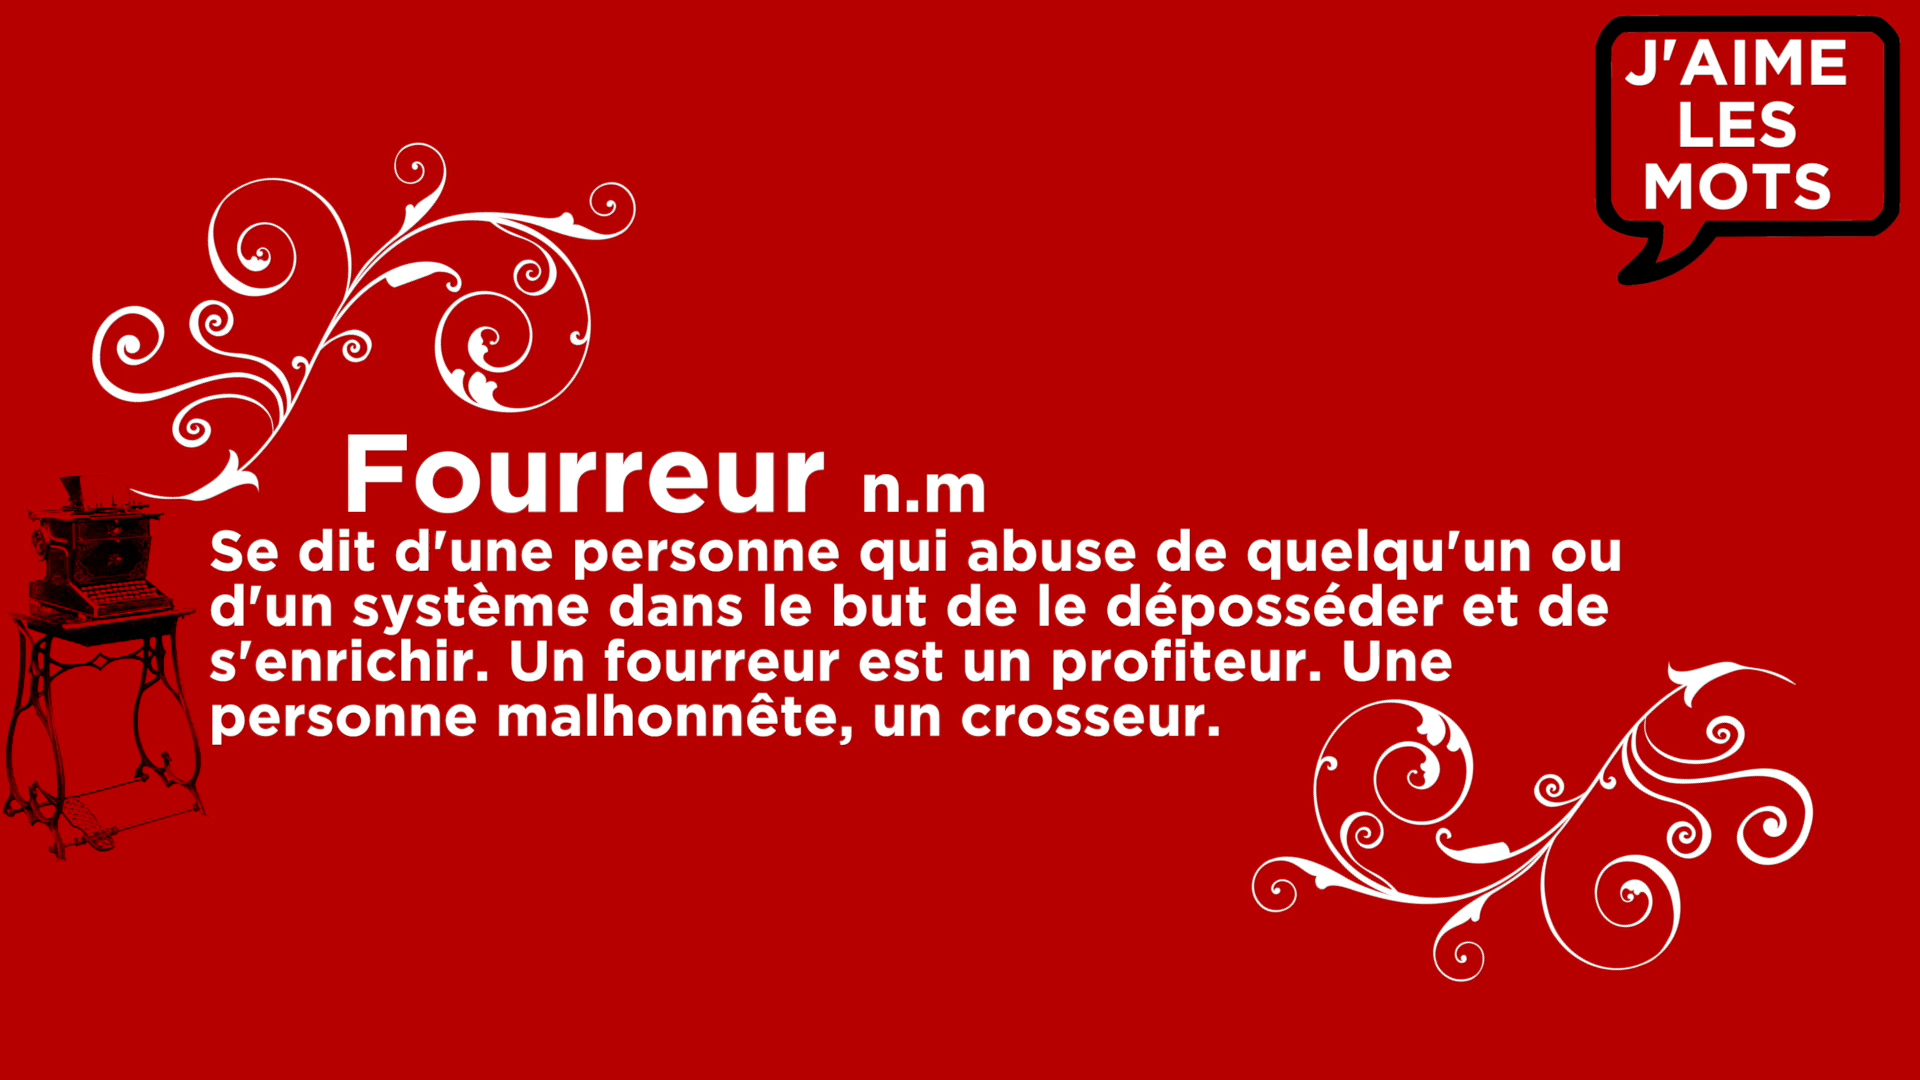 J'AIME
LES
MOTS
Fourreur n.m
Se dit d'une personne qui abuse de quelqu'un ou
d'un système dans le but de le déposséder et de
s'enrichir. Un fourreur est un profiteur. Une
personne malhonnête, un crosseur.